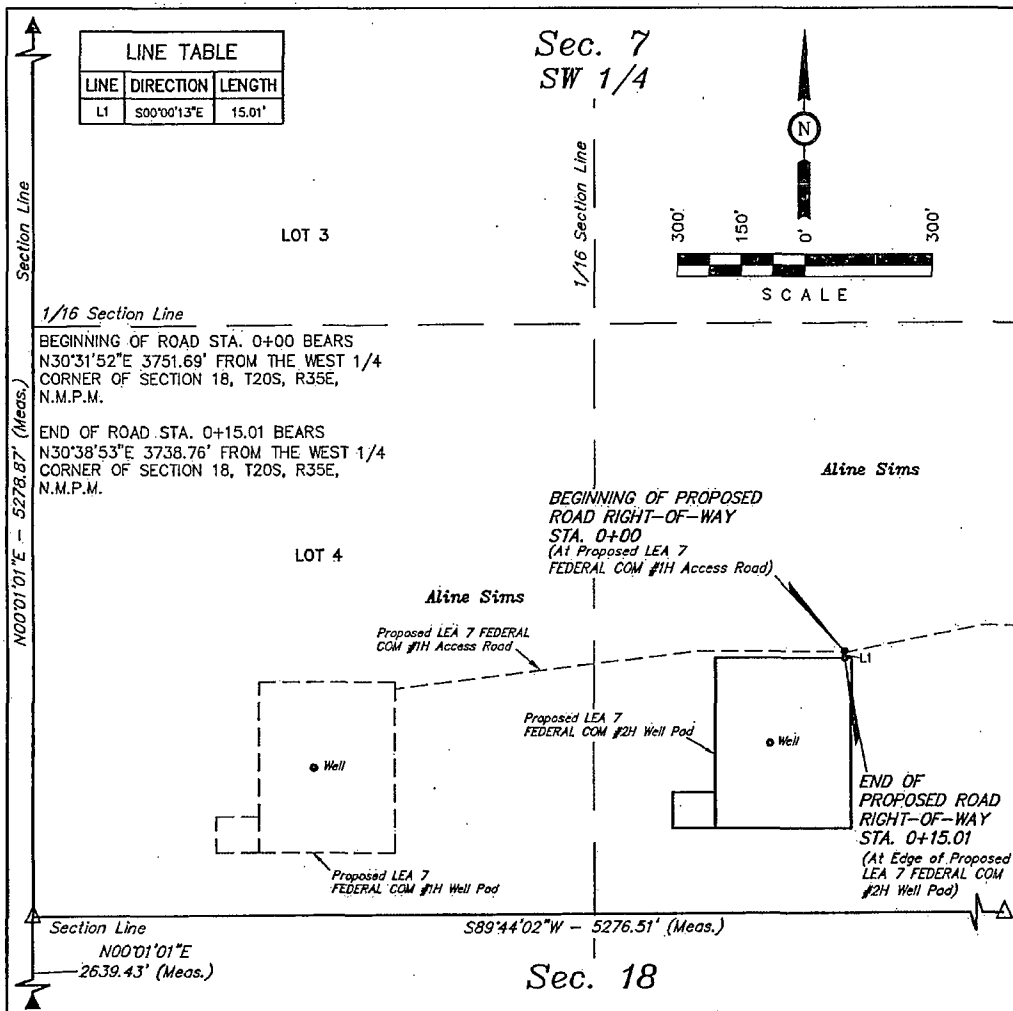 LINE TABLE
LINE DIRECTION LENGTH
L1 S00°00'13"E 15.01'
Sec. 7
SW 1/4
N
300' 150' 0' 300'
SCALE
Section Line
1/16 Section Line
LOT 3
1/16 Section Line
BEGINNING OF ROAD STA. 0+00 BEARS
N30°31'52"E 3751.69' FROM THE WEST 1/4
CORNER OF SECTION 18, T20S, R35E,
N.M.P.M.
END OF ROAD STA. 0+15.01 BEARS
N30°38'53"E 3738.76' FROM THE WEST 1/4
CORNER OF SECTION 18, T20S, R35E,
N.M.P.M.
N00°01'01"E - 5278.87' (Meas.)
Aline Sims
BEGINNING OF PROPOSED
ROAD RIGHT-OF-WAY
STA. 0+00
(At Proposed LEA 7
FEDERAL COM #1H Access Road)
LOT 4
Aline Sims
Proposed LEA 7 FEDERAL
COM #1H Access Road
L1
Proposed LEA 7
FEDERAL COM #2H Well Pad
Well
Well
END OF
PROPOSED ROAD
RIGHT-OF-WAY
STA. 0+15.01
(At Edge of Proposed
LEA 7 FEDERAL COM
#2H Well Pad)
Proposed LEA 7
FEDERAL COM #1H Well Pad
Section Line
S89°44'02"W - 5276.51' (Meas.)
N00°01'01"E
2639.43' (Meas.)
Sec. 18